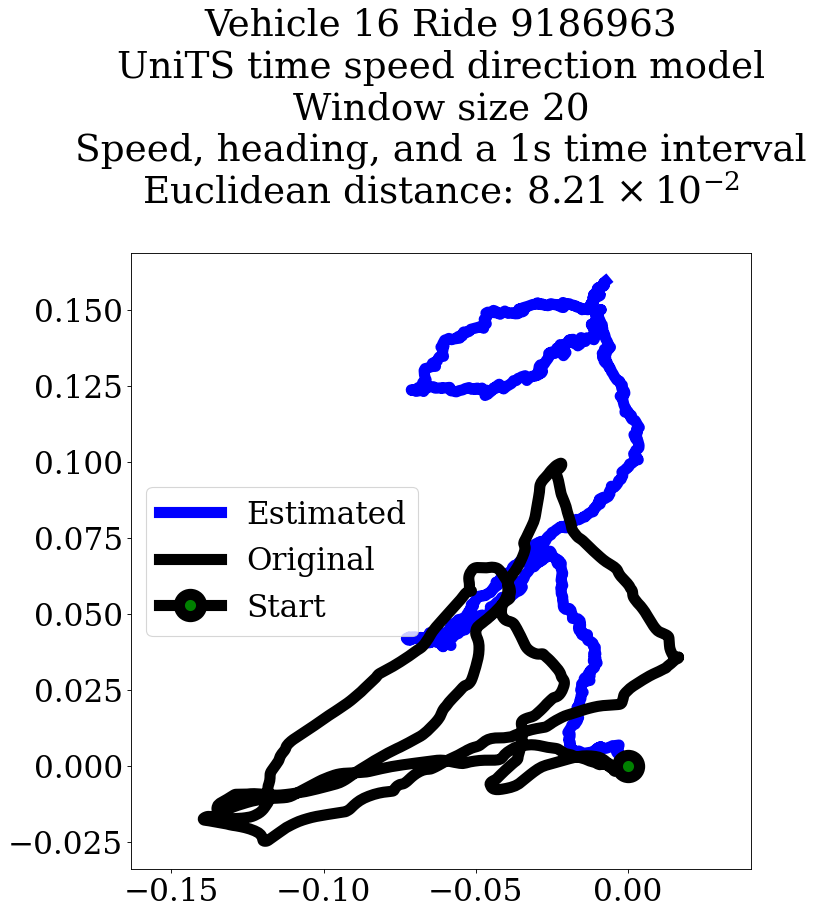 Vehicle 16 Ride 9186963
UniTS time speed direction model
Window size 20
Speed, heading, and a 1s time interval
Euclidean distance: 8.21 × 10⁻²
0.150
0.125
0.100
0.075
0.050
0.025
0.000
−0.025
Estimated
Original
Start
−0.15 −0.10 −0.05 0.00